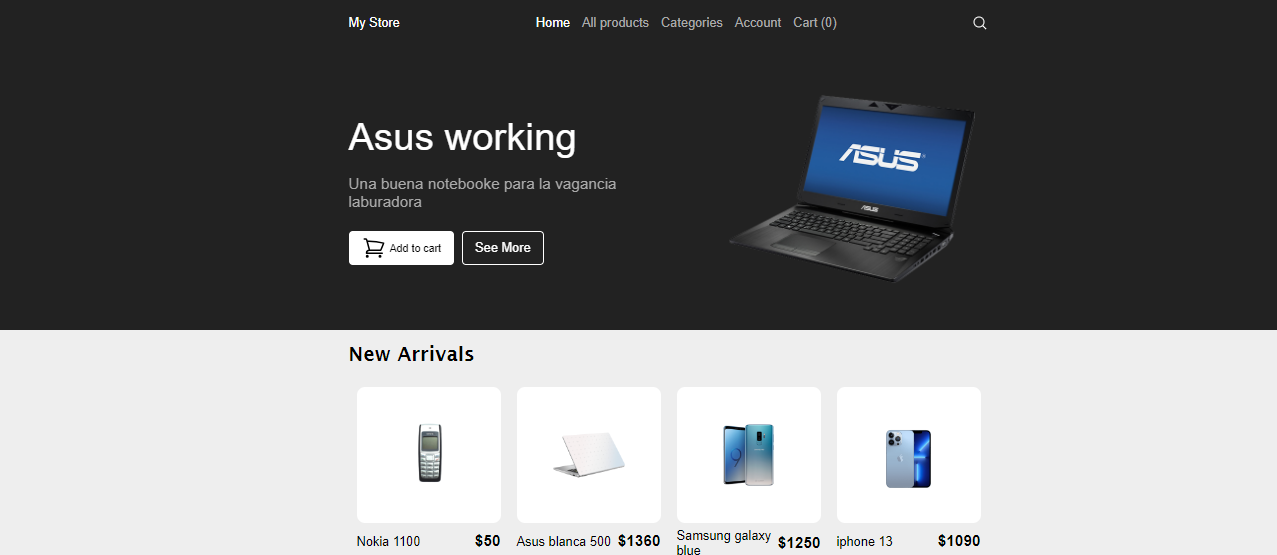 My Store Home All products Categories Account Cart (0)
Asus working
Una buena notebooke para la vagancia
laburadora
Add to cart See More
ASUS
ASUS
New Arrivals
Nokia 1100 $50 Asus blanca 500 $1360 Samsung galaxy
blue $1250 iphone 13 $1090